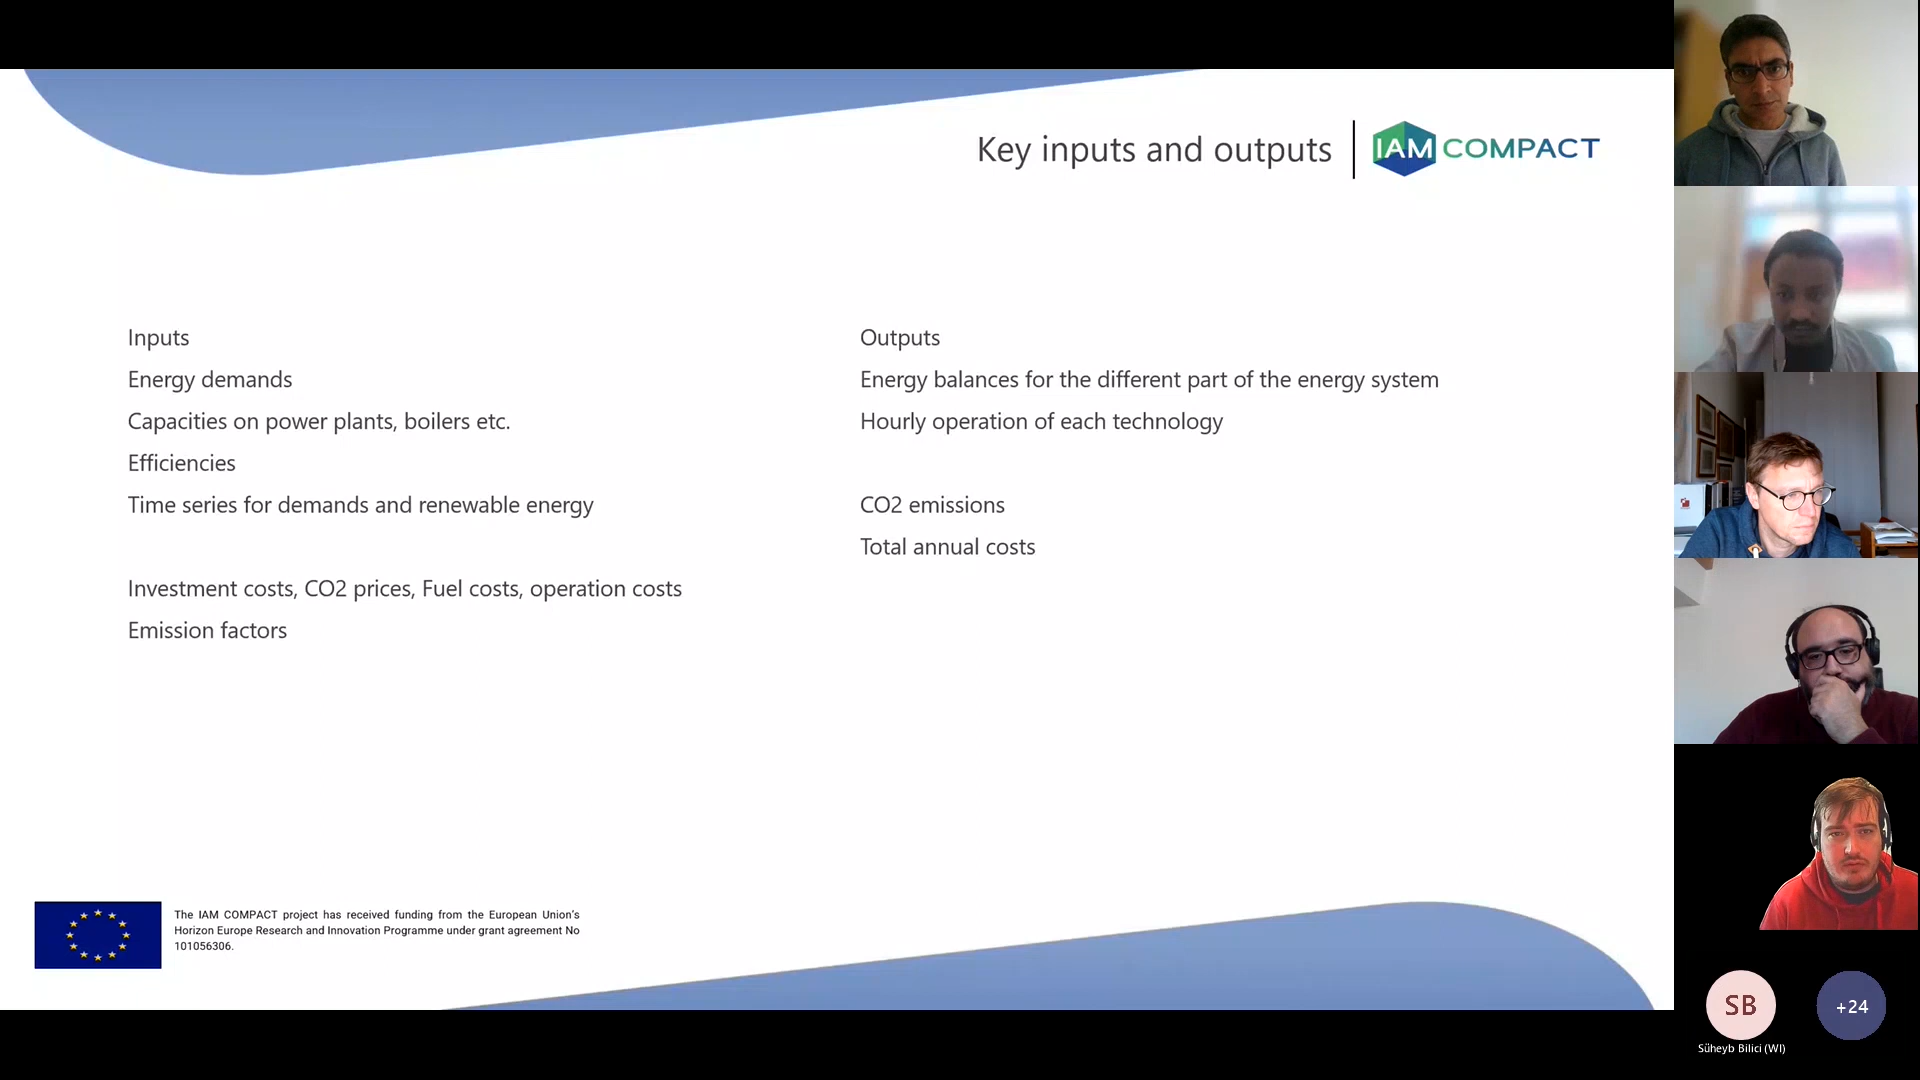 Key inputs and outputs
IAM COMPACT
Inputs
Energy demands
Capacities on power plants, boilers etc.
Efficiencies
Time series for demands and renewable energy
Investment costs, CO2 prices, Fuel costs, operation costs
Emission factors
Outputs
Energy balances for the different part of the energy system
Hourly operation of each technology
CO2 emissions
Total annual costs
The IAM COMPACT project has received funding from the European Union's
Horizon Europe Research and Innovation Programme under grant agreement No
101056306.
SB
+24
Süheyb Bilici (WI)